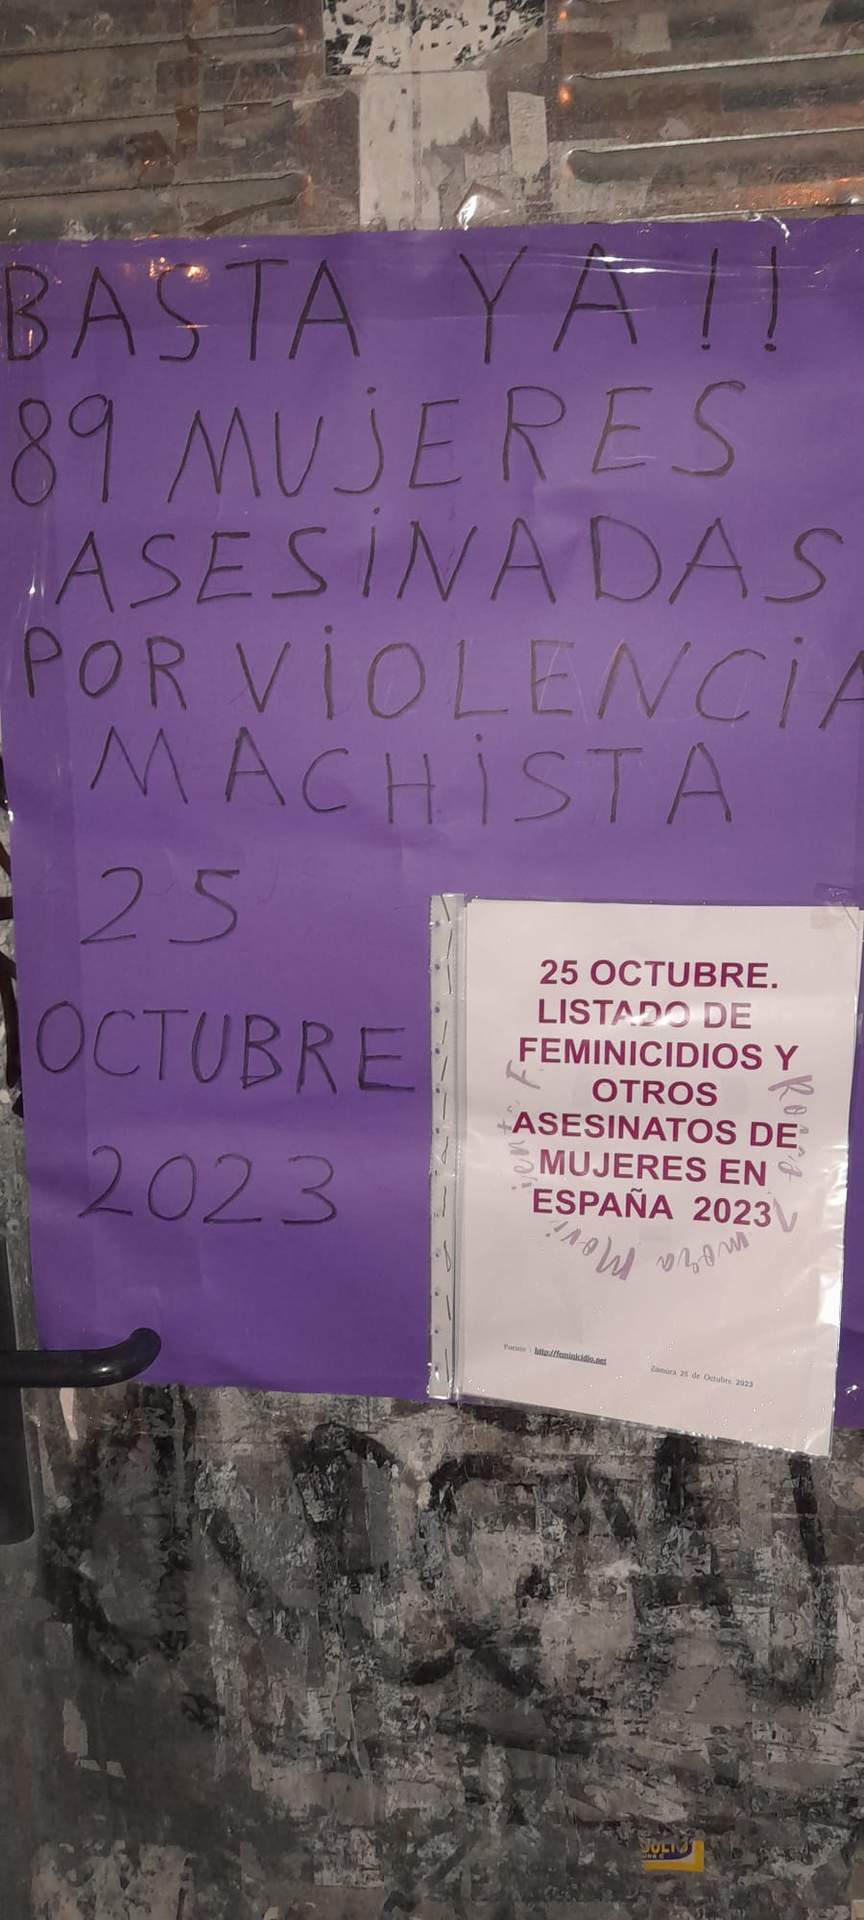 BASTA YA!!
89 MUJERES
ASESINADAS
POR VIOLENCIA
MACHISTA
25
OCTUBRE
2023
25 OCTUBRE.
LISTADO DE
FEMINICIDIOS Y
OTROS
ASESINATOS DE
MUJERES EN
ESPAÑA 2023
Fuente : http://feminicidio.net
Zamora 25 de Octubre 2023